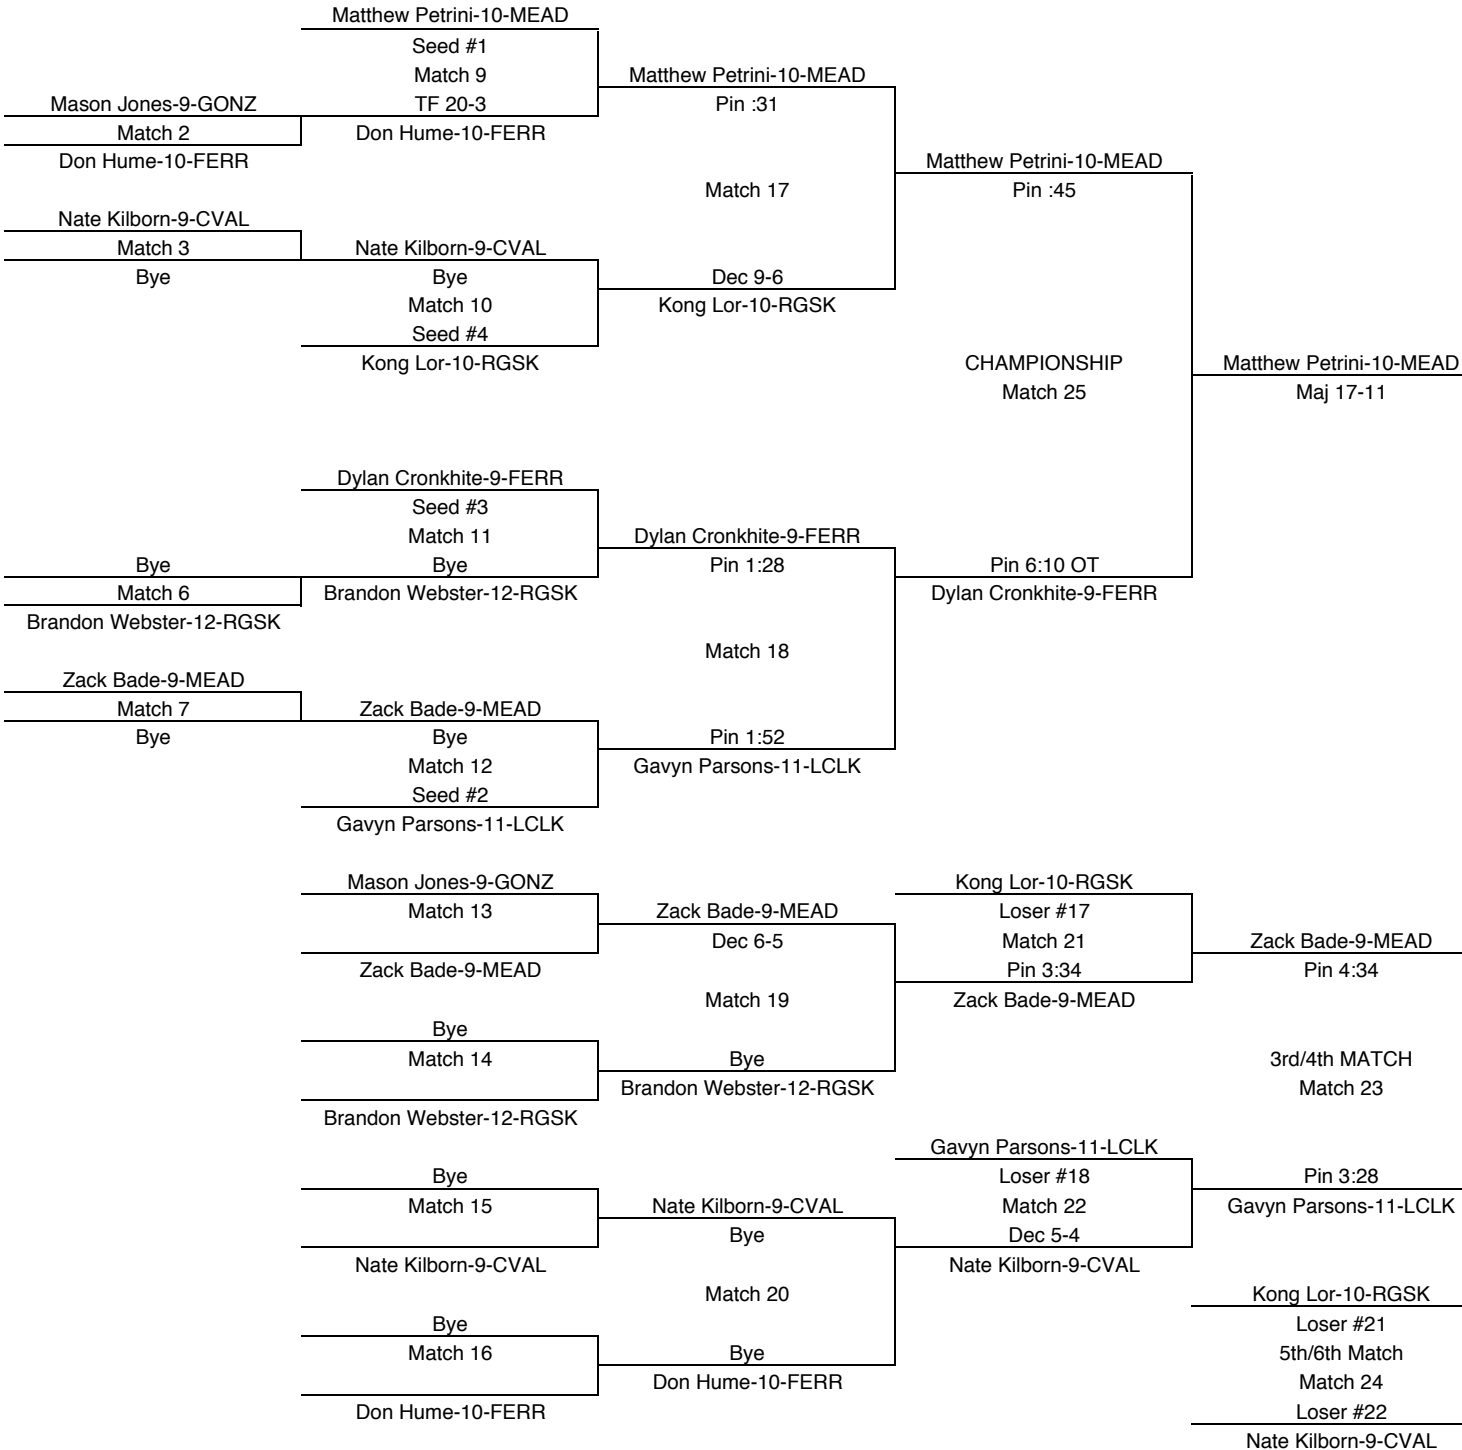 Matthew Petrini-10-MEAD
Seed #1
Match 9
Matthew Petrini-10-MEAD
Mason Jones-9-GONZ
TF 20-3
Pin :31
Match 2
Don Hume-10-FERR
Don Hume-10-FERR
Matthew Petrini-10-MEAD
Match 17
Pin :45
Nate Kilborn-9-CVAL
Match 3
Nate Kilborn-9-CVAL
Bye
Bye
Dec 9-6
Match 10
Kong Lor-10-RGSK
Seed #4
Kong Lor-10-RGSK
CHAMPIONSHIP
Matthew Petrini-10-MEAD
Match 25
Maj 17-11
Dylan Cronkhite-9-FERR
Seed #3
Match 11
Dylan Cronkhite-9-FERR
Bye
Bye
Pin 1:28
Pin 6:10 OT
Match 6
Brandon Webster-12-RGSK
Dylan Cronkhite-9-FERR
Brandon Webster-12-RGSK
Match 18
Zack Bade-9-MEAD
Match 7
Zack Bade-9-MEAD
Bye
Bye
Pin 1:52
Match 12
Gavyn Parsons-11-LCLK
Seed #2
Gavyn Parsons-11-LCLK
Mason Jones-9-GONZ
Kong Lor-10-RGSK
Match 13
Zack Bade-9-MEAD
Loser #17
Dec 6-5
Match 21
Zack Bade-9-MEAD
Zack Bade-9-MEAD
Pin 3:34
Pin 4:34
Match 19
Zack Bade-9-MEAD
Bye
Match 14
Bye
3rd/4th MATCH
Brandon Webster-12-RGSK
Match 23
Brandon Webster-12-RGSK
Gavyn Parsons-11-LCLK
Bye
Loser #18
Pin 3:28
Match 15
Nate Kilborn-9-CVAL
Match 22
Gavyn Parsons-11-LCLK
Bye
Dec 5-4
Nate Kilborn-9-CVAL
Nate Kilborn-9-CVAL
Match 20
Kong Lor-10-RGSK
Bye
Loser #21
Match 16
Bye
5th/6th Match
Don Hume-10-FERR
Match 24
Don Hume-10-FERR
Loser #22
Nate Kilborn-9-CVAL